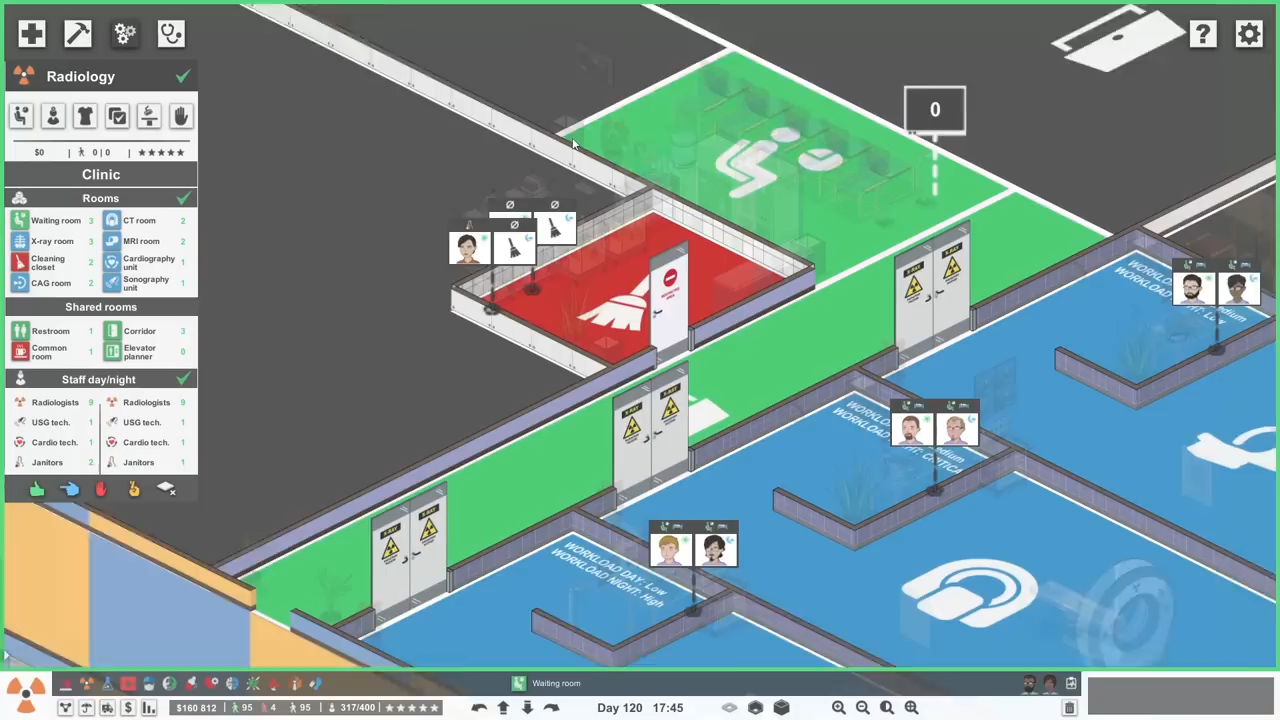 Radiology
$0 | 0 | 0 | ★★★★★
Clinic
Rooms
Waiting room 3
CT room 2
X-ray room 3
MRI room 2
Cleaning closet 2
Cardiography unit 1
CAG room 2
Sonography unit 1
Shared rooms
Restroom 1
Corridor 3
Common room 1
Elevator planner 0
Staff day/night
Radiologists 9
Radiologists 9
USG tech. 1
USG tech. 1
Cardio tech. 1
Cardio tech. 1
Janitors 2
Janitors 1
?
0
X-RAY X-RAY
X-RAY X-RAY
X-RAY X-RAY
WORKLOAD DAY: Low
WORKLOAD NIGHT: High
Waiting room
$160 812 | 95 4 95 | 317/400 | ★★★★★
Day 120 17:45